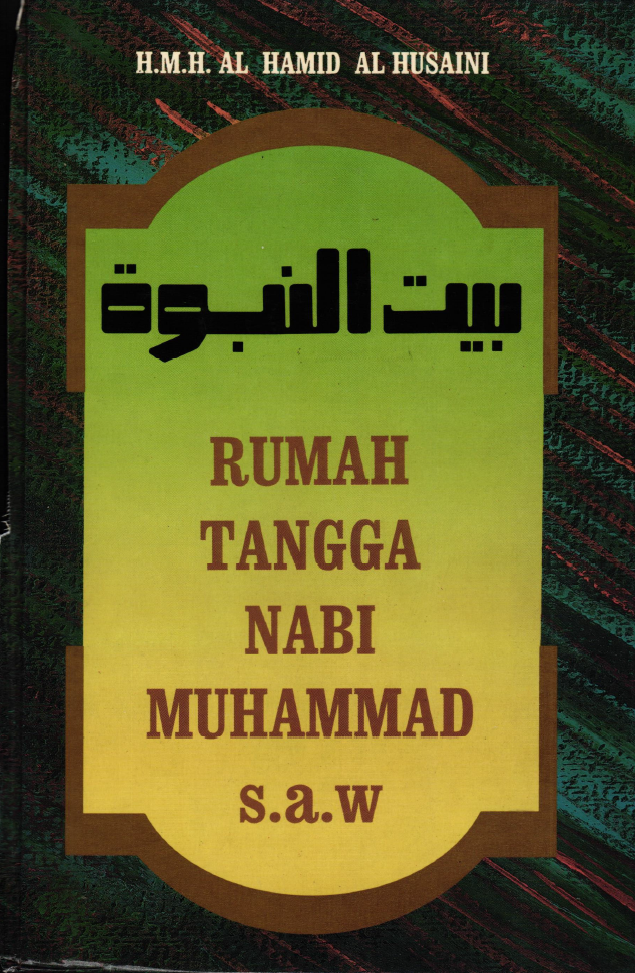 H.M.H. AL HAMID AL HUSAINI
بيت النبوة
RUMAH
TANGGA
NABI
MUHAMMAD
s.a.w